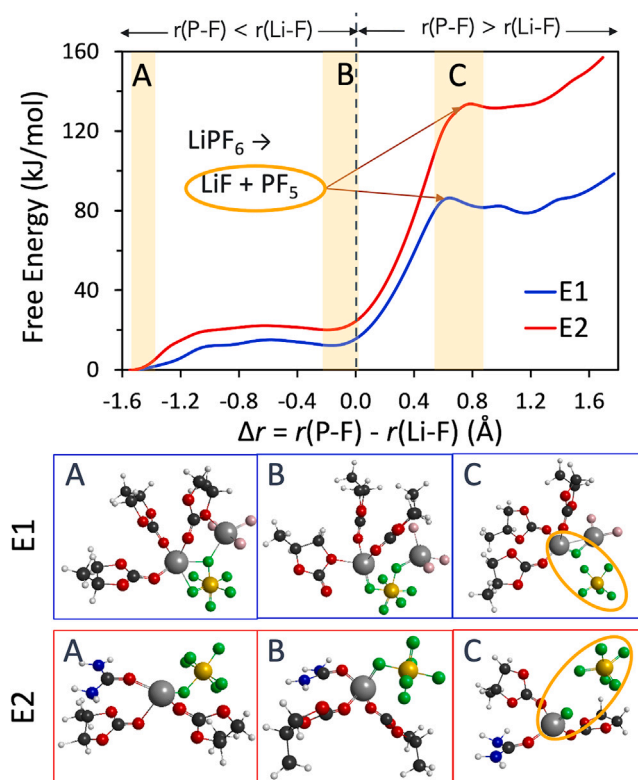 r(P-F) < r(Li-F) r(P-F) > r(Li-F)
160
120
80
40
0
Free Energy (kJ/mol)
A B C
LiPF₆ →
LiF + PF₅
E1
E2
-1.6 -1.2 -0.8 -0.4 0.0 0.4 0.8 1.2 1.6
Δr = r(P-F) - r(Li-F) (Å)
E1
A B C
E2
A B C